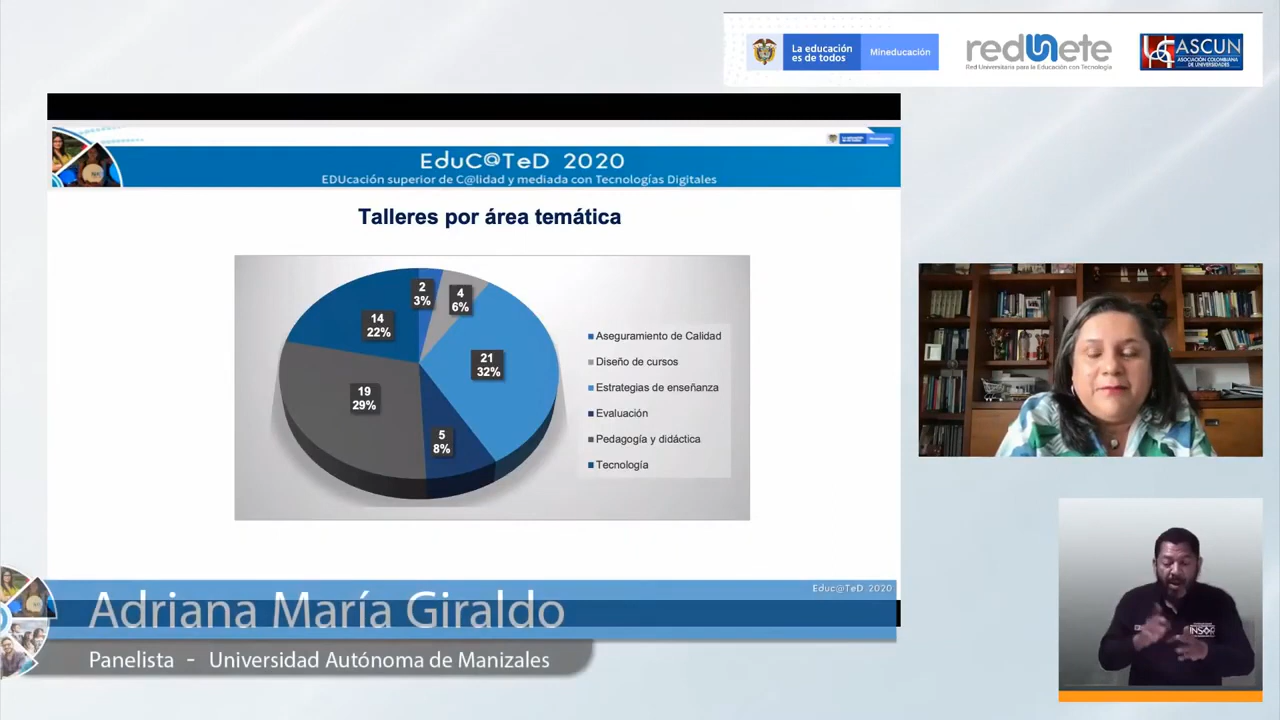 La educación
es de todos
Mineducación
redUnete
Red Universitaria para la Educación con Tecnología
ASCUN
ASOCIACIÓN COLOMBIANA
DE UNIVERSIDADES
EduC@TeD 2020
EDUcación superior de C@lidad y mediada con Tecnologías Digitales
Talleres por área temática
2
3%
4
6%
14
22%
21
32%
19
29%
5
8%
Aseguramiento de Calidad
Diseño de cursos
Estrategias de enseñanza
Evaluación
Pedagogía y didáctica
Tecnología
Educ@TeD 2020
Adriana María Giraldo
Panelista - Universidad Autónoma de Manizales
INSOR